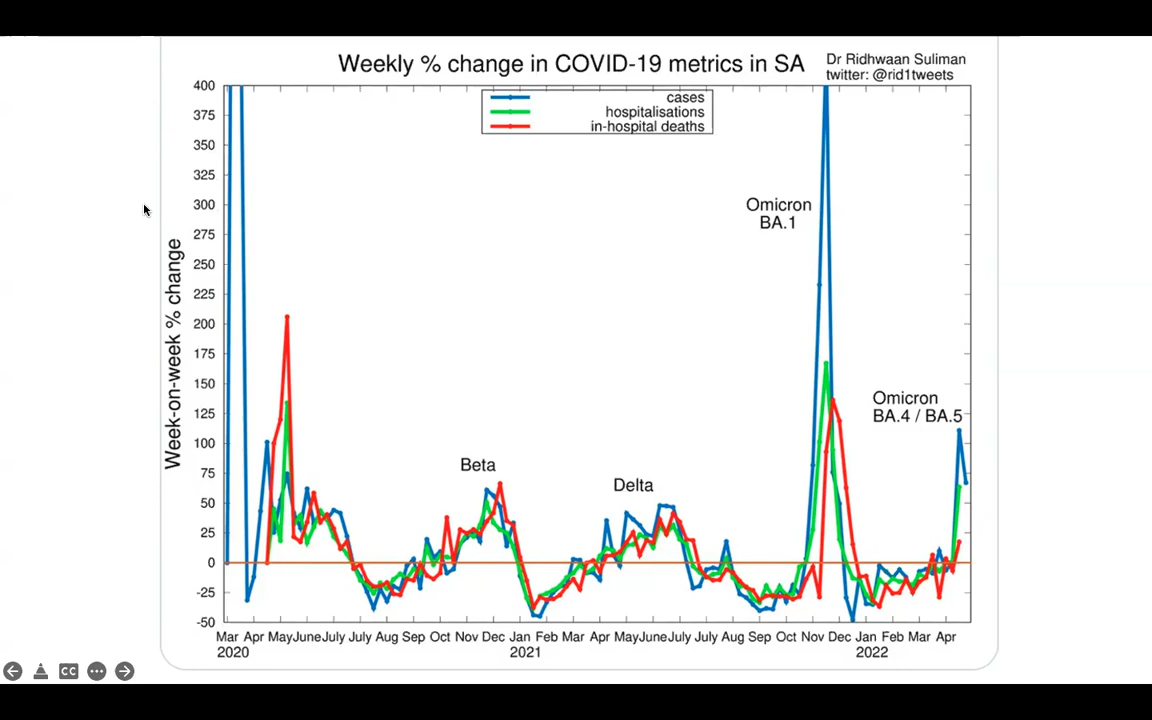 Weekly % change in COVID-19 metrics in SA
Dr Ridhwaan Suliman
twitter: @rid1tweets
cases
hospitalisations
in-hospital deaths
Week-on-week % change
400
375
350
325
300
275
250
225
200
175
150
125
100
75
50
25
0
-25
-50
Omicron
BA.1
Omicron
BA.4 / BA.5
Beta
Delta
Mar Apr May June July July Aug Sep Oct Nov Dec Jan Feb Mar Apr May June July July Aug Sep Oct Nov Dec Jan Feb Mar Apr
2020 2021 2022
CC